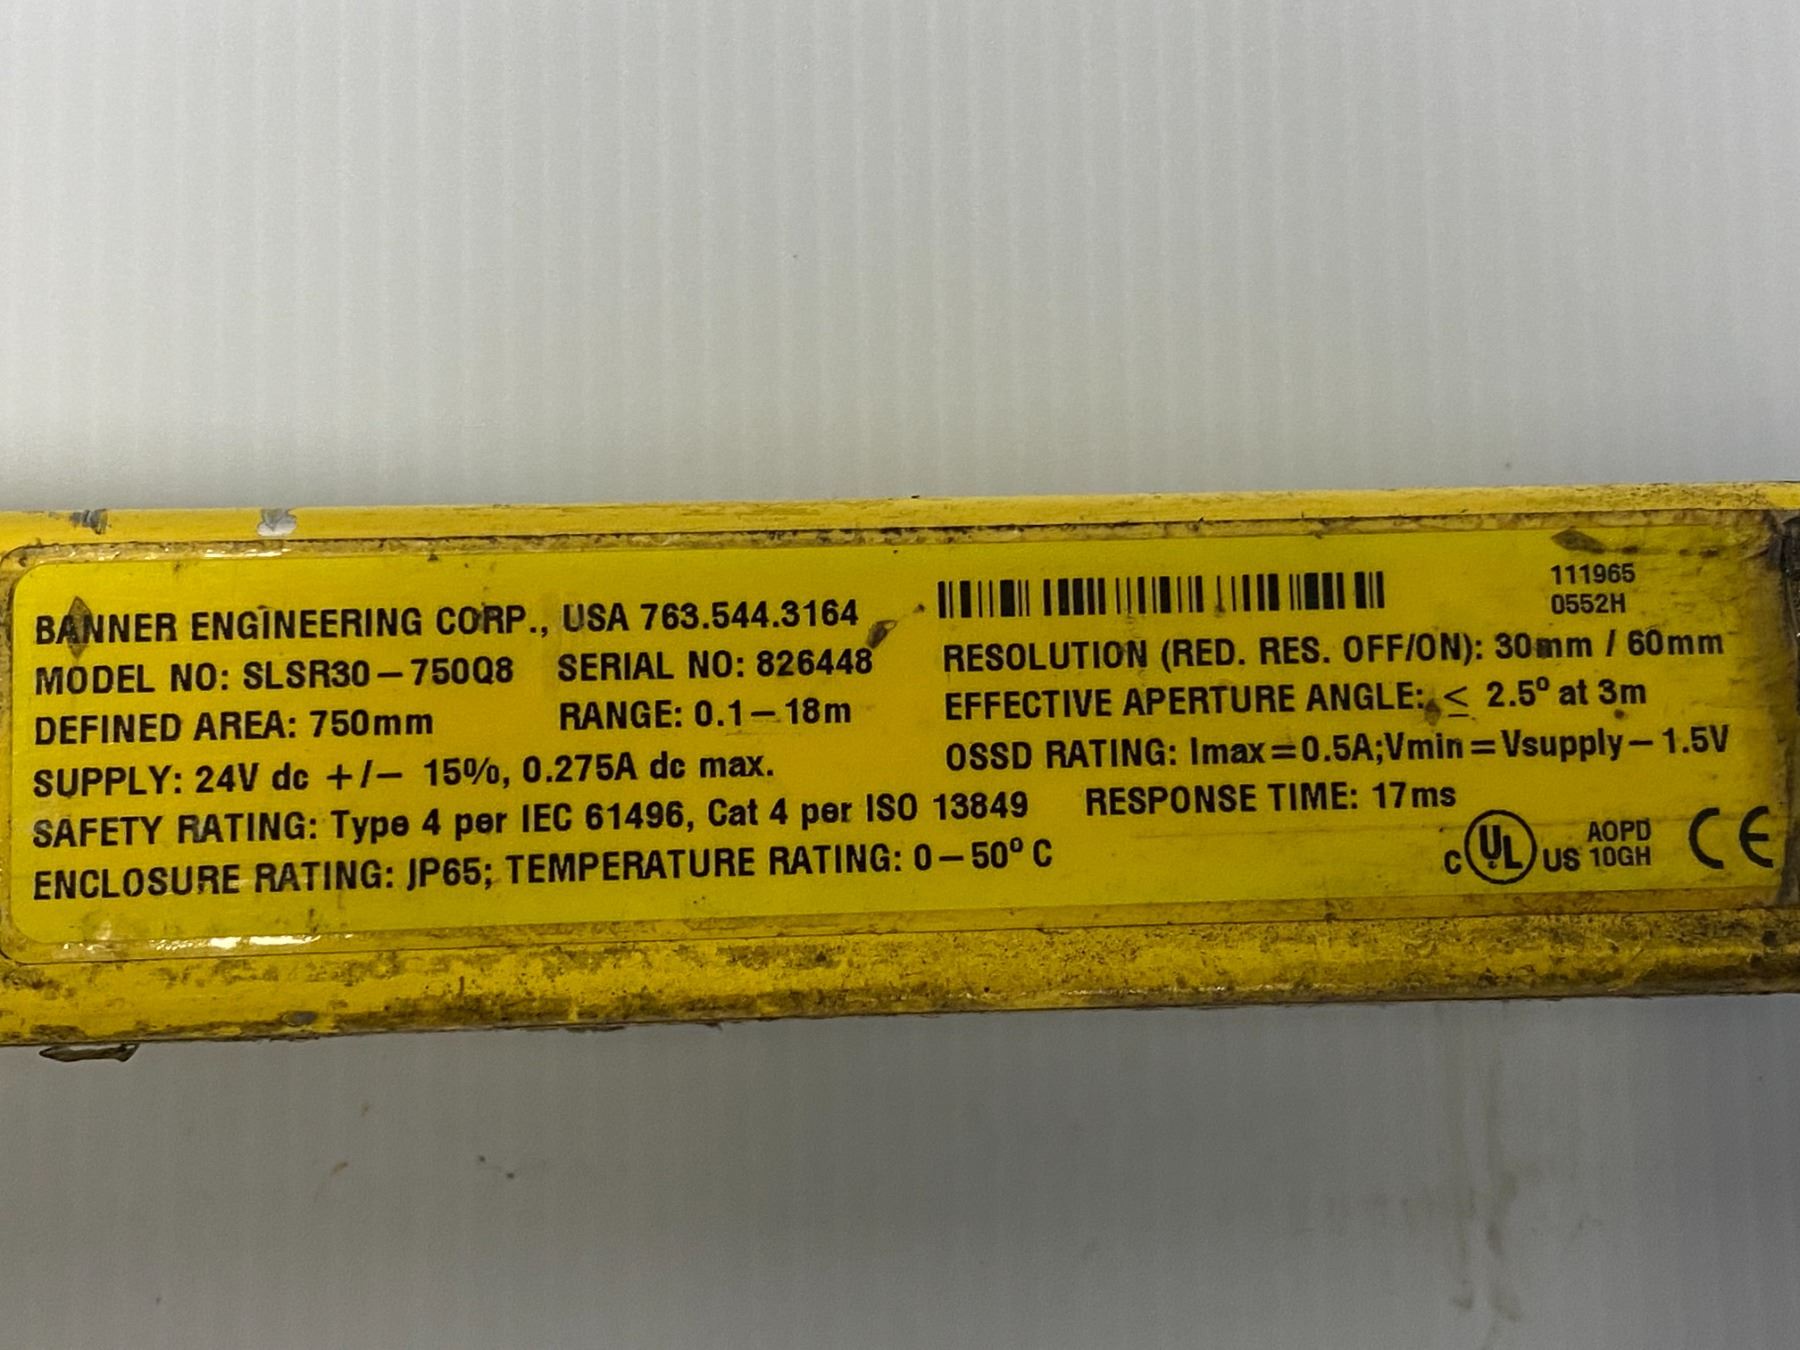 BANNER ENGINEERING CORP., USA 763.544.3164
MODEL NO: SLSR30-750Q8 SERIAL NO: 826448
DEFINED AREA: 750mm RANGE: 0.1-18m
SUPPLY: 24V dc +/- 15%, 0.275A dc max.
SAFETY RATING: Type 4 per IEC 61496, Cat 4 per ISO 13849 RESPONSE TIME: 17ms
ENCLOSURE RATING: JP65; TEMPERATURE RATING: 0-50° C
111965
0552H
RESOLUTION (RED. RES. OFF/ON): 30mm / 60mm
EFFECTIVE APERTURE ANGLE: ≤ 2.5° at 3m
OSSD RATING: Imax=0.5A;Vmin=Vsupply-1.5V
C UL US
AOPD
10GH
CE